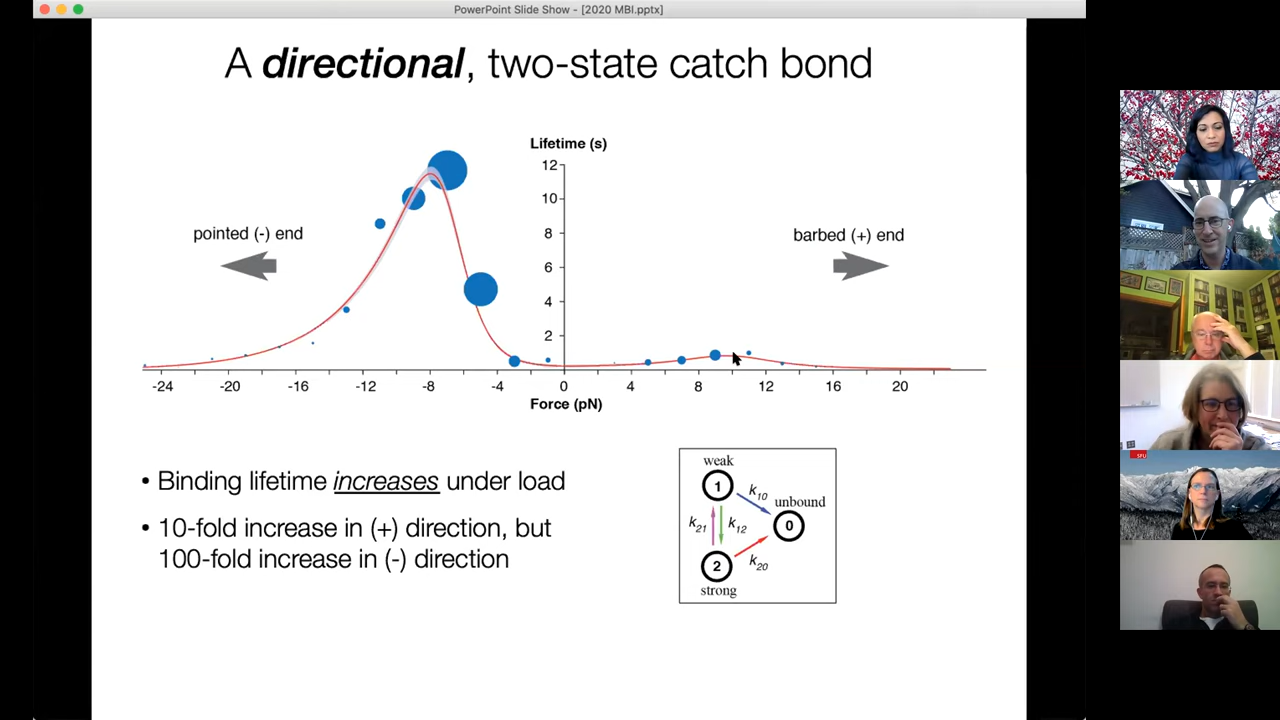 PowerPoint Slide Show - [2020 MBI.pptx]
A directional, two-state catch bond
Lifetime (s)
12
10
8
6
4
2
pointed (-) end
barbed (+) end
-24 -20 -16 -12 -8 -4 0 4 8 12 16 20
Force (pN)
• Binding lifetime increases under load
• 10-fold increase in (+) direction, but
100-fold increase in (-) direction
weak
1
k10
unbound
0
k21
k12
2
k20
strong
SFU